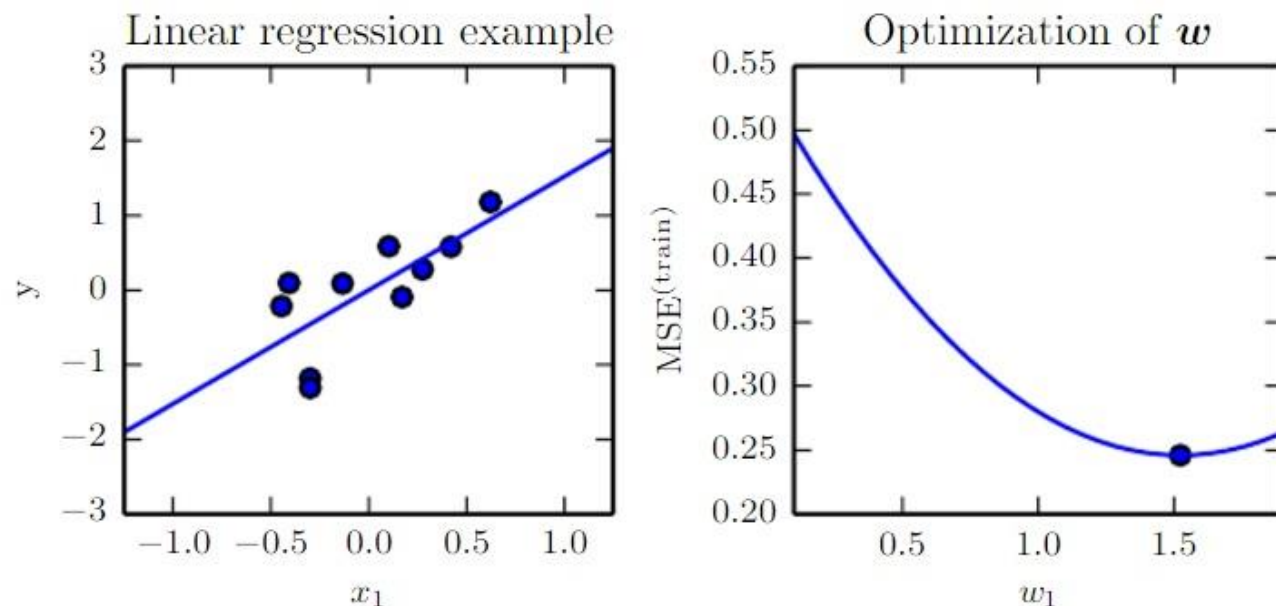 Linear regression example
3
2
1
0
−1
−2
−3
y
−1.0 −0.5 0.0 0.5 1.0
x₁
Optimization of w
0.55
0.50
0.45
0.40
0.35
0.30
0.25
0.20
MSE⁽ᵗʳᵃⁱⁿ⁾
0.5 1.0 1.5
w₁